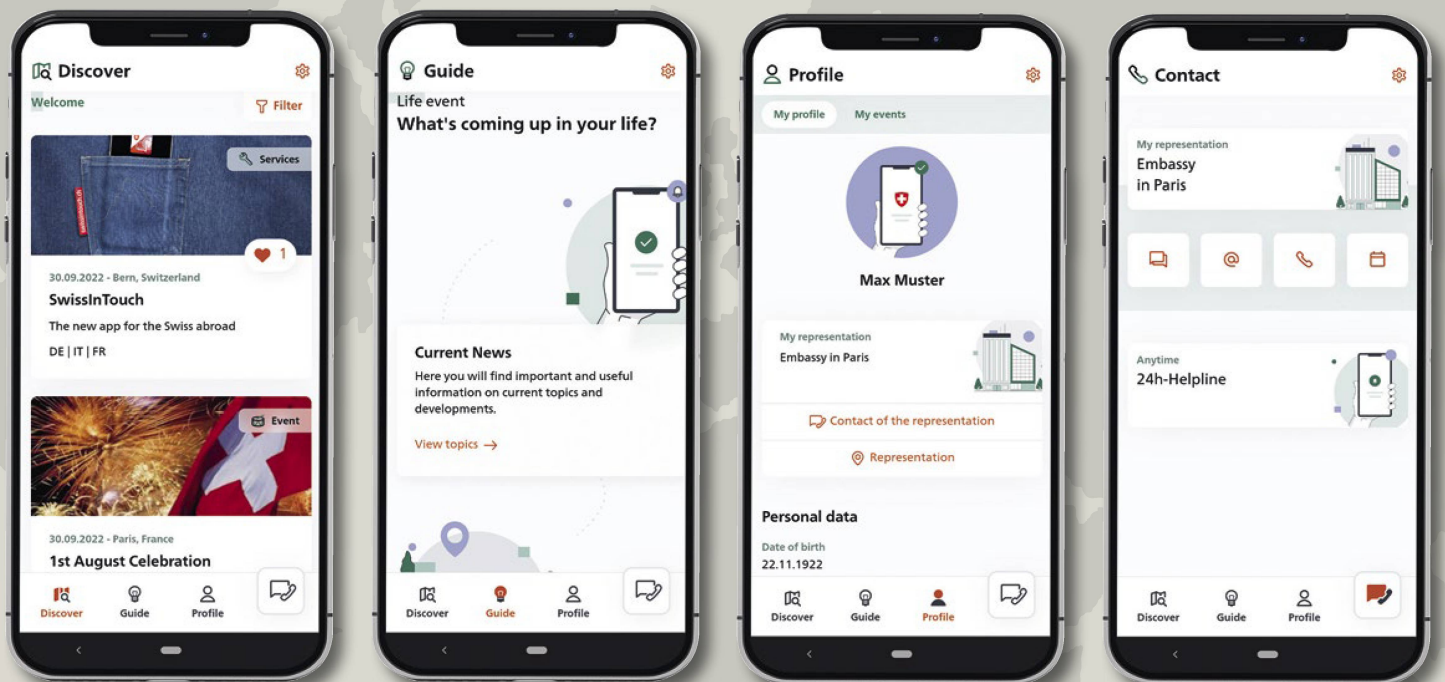 Discover
Welcome
Filter
Services
swissintouch.ch
1
30.09.2022 - Bern, Switzerland
SwissInTouch
The new app for the Swiss abroad
DE | IT | FR
Event
30.09.2022 - Paris, France
1st August Celebration
Discover
Guide
Profile
Guide
Life event
What's coming up in your life?
Current News
Here you will find important and useful
information on current topics and
developments.
View topics →
Discover
Guide
Profile
Profile
My profile
My events
Max Muster
My representation
Embassy in Paris
Contact of the representation
Representation
Personal data
Date of birth
22.11.1922
Discover
Guide
Profile
Contact
My representation
Embassy
in Paris
@
Anytime
24h-Helpline
Discover
Guide
Profile